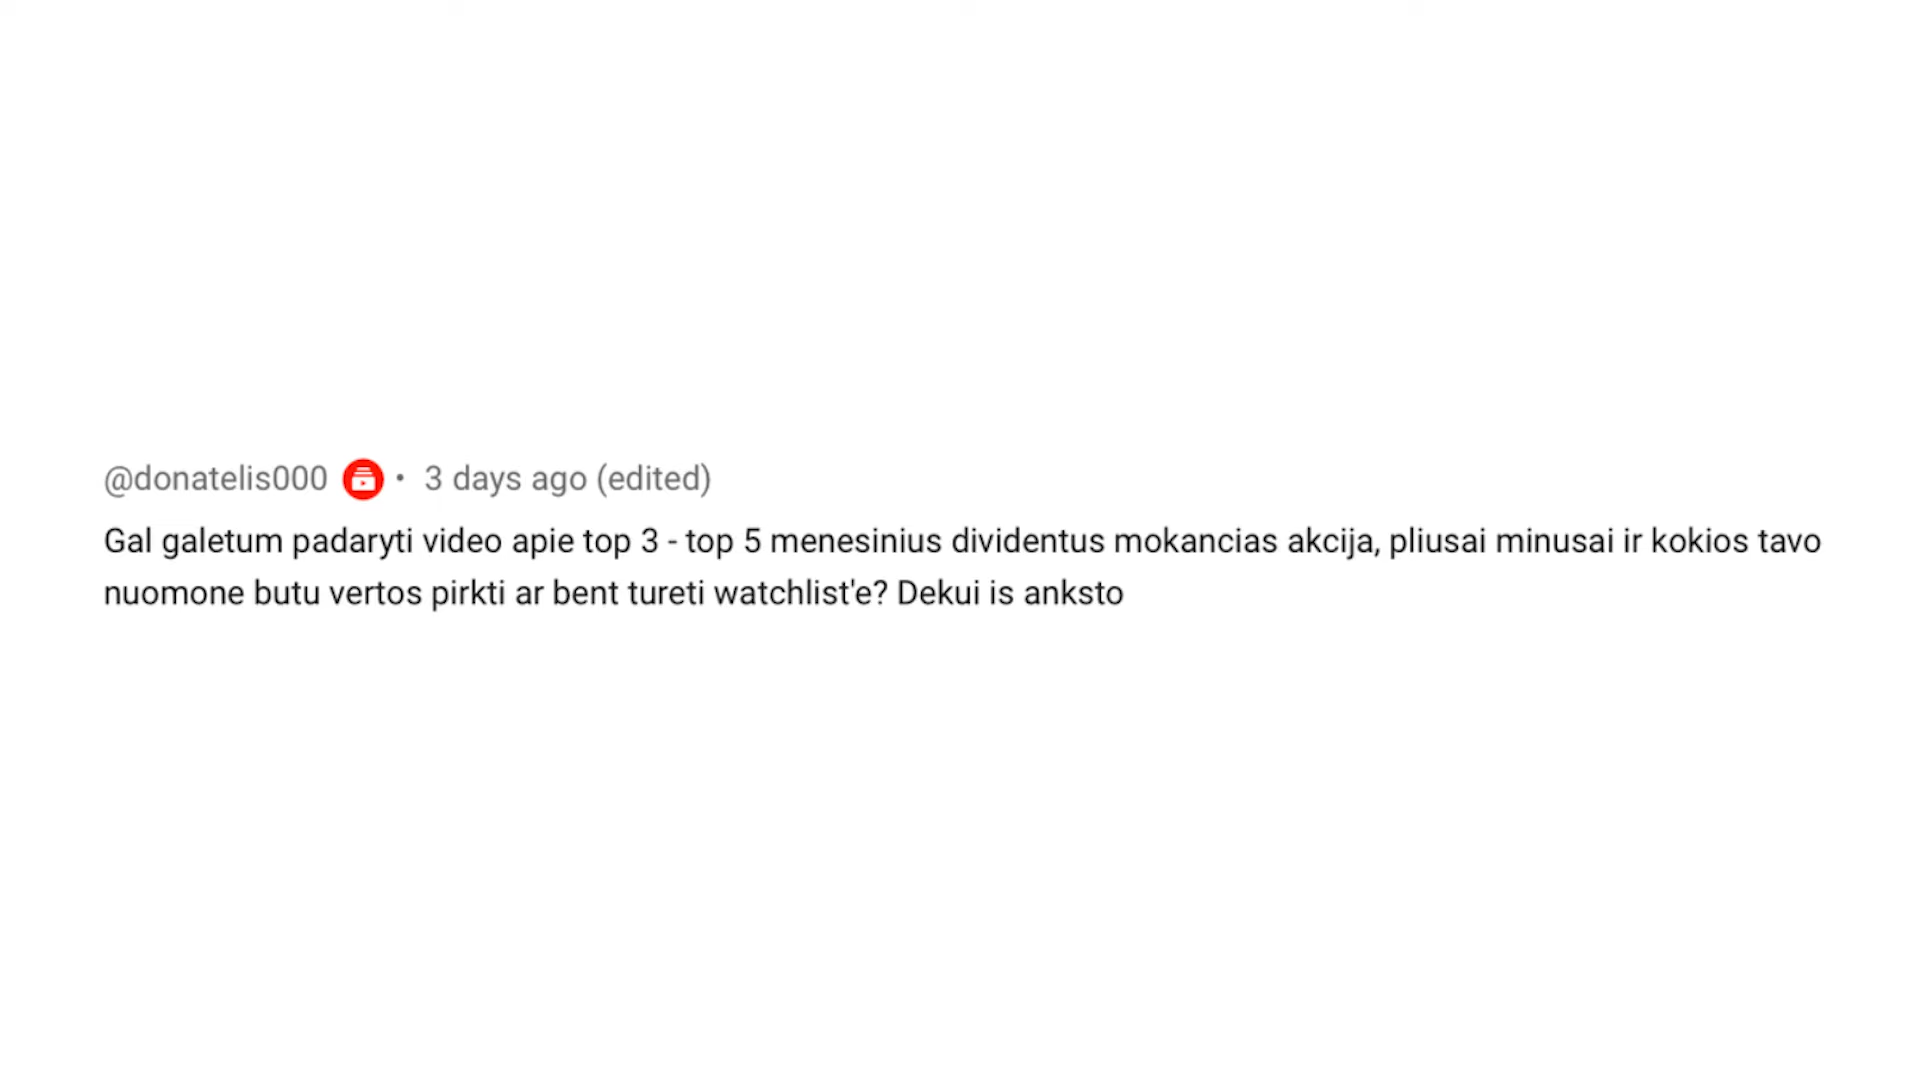 @donatelis000 • 3 days ago (edited)
Gal galetum padaryti video apie top 3 - top 5 menesinius dividentus mokancias akcija, pliusai minusai ir kokios tavo
nuomone butu vertos pirkti ar bent tureti watchlist'e? Dekui is anksto